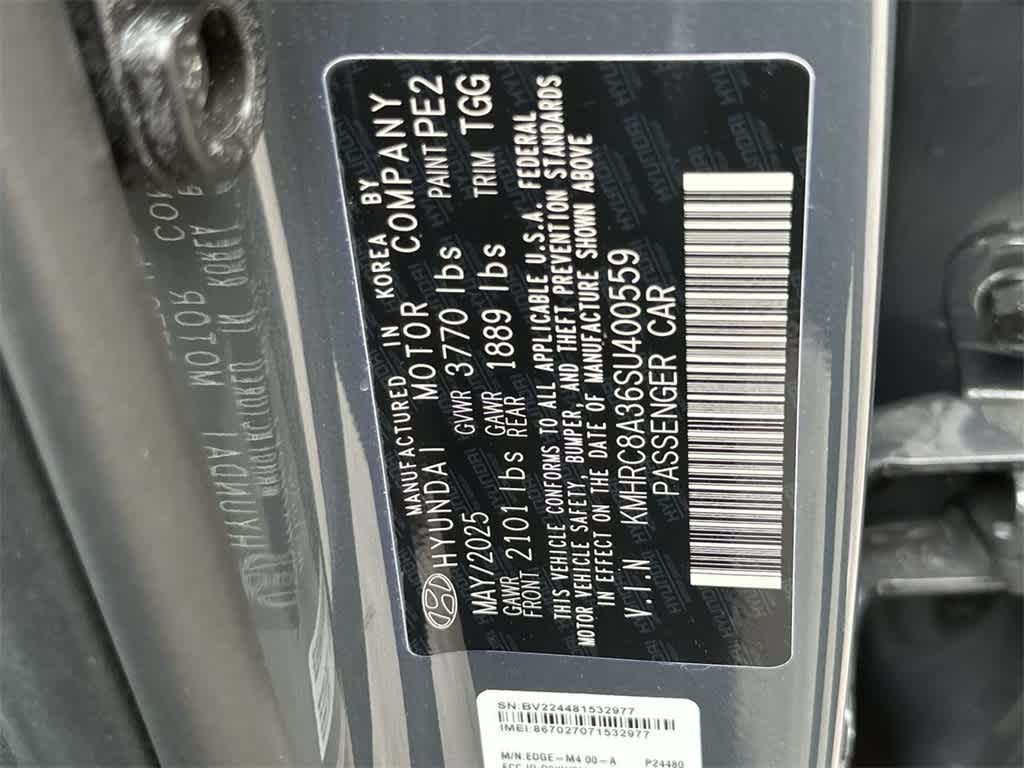 MANUFACTURED IN KOREA BY
HYUNDAI MOTOR COMPANY
MAY/2025 GVWR 3770 lbs PAINT PE2
GAWR FRONT 2101 lbs GAWR REAR 1889 lbs TRIM TGG
THIS VEHICLE CONFORMS TO ALL APPLICABLE U.S.A. FEDERAL
MOTOR VEHICLE SAFETY, BUMPER, AND THEFT PREVENTION STANDARDS
IN EFFECT ON THE DATE OF MANUFACTURE SHOWN ABOVE
V.I.N KMHRC8A36SU400559
PASSENGER CAR
SN:BV224481532977
IMEI:867027071532977
M/N:EDGE-M4.00-A P24480